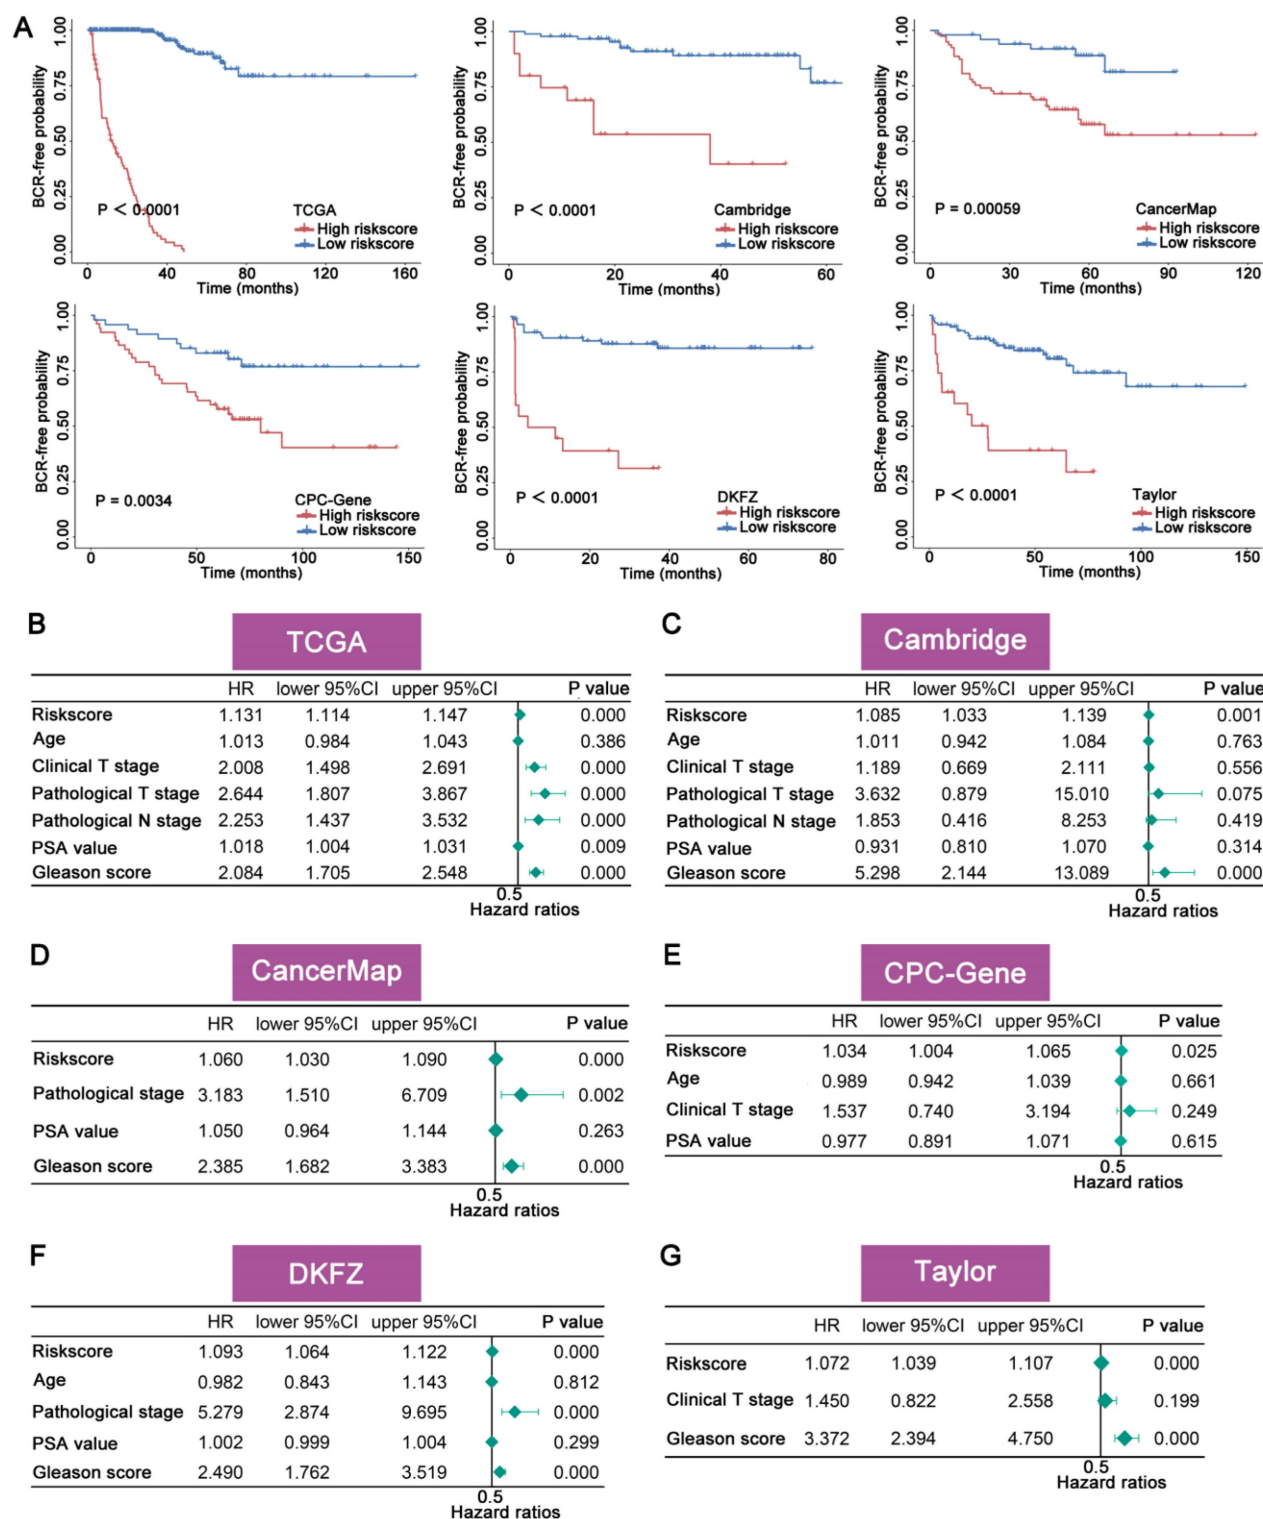 A
BCR-free probability
1.00
0.75
0.50
0.25
0.00
P < 0.0001
TCGA
High riskscore
Low riskscore
0 40 80 120 160
Time (months)
BCR-free probability
1.00
0.75
0.50
0.25
0.00
P < 0.0001
Cambridge
High riskscore
Low riskscore
0 20 40 60
Time (months)
BCR-free probability
1.00
0.75
0.50
0.25
0.00
P = 0.00059
CancerMap
High riskscore
Low riskscore
0 30 60 90 120
Time (months)
BCR-free probability
1.00
0.75
0.50
0.25
0.00
P = 0.0034
CPC-Gene
High riskscore
Low riskscore
0 50 100 150
Time (months)
BCR-free probability
1.00
0.75
0.50
0.25
0.00
P < 0.0001
DKFZ
High riskscore
Low riskscore
0 20 40 60 80
Time (months)
BCR-free probability
1.00
0.75
0.50
0.25
0.00
P < 0.0001
Taylor
High riskscore
Low riskscore
0 50 100 150
Time (months)
B
TCGA
HR lower 95%CI upper 95%CI P value
Riskscore 1.131 1.114 1.147 0.000
Age 1.013 0.984 1.043 0.386
Clinical T stage 2.008 1.498 2.691 0.000
Pathological T stage 2.644 1.807 3.867 0.000
Pathological N stage 2.253 1.437 3.532 0.000
PSA value 1.018 1.004 1.031 0.009
Gleason score 2.084 1.705 2.548 0.000
0.5
Hazard ratios
C
Cambridge
HR lower 95%CI upper 95%CI P value
Riskscore 1.085 1.033 1.139 0.001
Age 1.011 0.942 1.084 0.763
Clinical T stage 1.189 0.669 2.111 0.556
Pathological T stage 3.632 0.879 15.010 0.075
Pathological N stage 1.853 0.416 8.253 0.419
PSA value 0.931 0.810 1.070 0.314
Gleason score 5.298 2.144 13.089 0.000
0.5
Hazard ratios
D
CancerMap
HR lower 95%CI upper 95%CI P value
Riskscore 1.060 1.030 1.090 0.000
Pathological stage 3.183 1.510 6.709 0.002
PSA value 1.050 0.964 1.144 0.263
Gleason score 2.385 1.682 3.383 0.000
0.5
Hazard ratios
E
CPC-Gene
HR lower 95%CI upper 95%CI P value
Riskscore 1.034 1.004 1.065 0.025
Age 0.989 0.942 1.039 0.661
Clinical T stage 1.537 0.740 3.194 0.249
PSA value 0.977 0.891 1.071 0.615
0.5
Hazard ratios
F
DKFZ
HR lower 95%CI upper 95%CI P value
Riskscore 1.093 1.064 1.122 0.000
Age 0.982 0.843 1.143 0.812
Pathological stage 5.279 2.874 9.695 0.000
PSA value 1.002 0.999 1.004 0.299
Gleason score 2.490 1.762 3.519 0.000
0.5
Hazard ratios
G
Taylor
HR lower 95%CI upper 95%CI P value
Riskscore 1.072 1.039 1.107 0.000
Clinical T stage 1.450 0.822 2.558 0.199
Gleason score 3.372 2.394 4.750 0.000
0.5
Hazard ratios